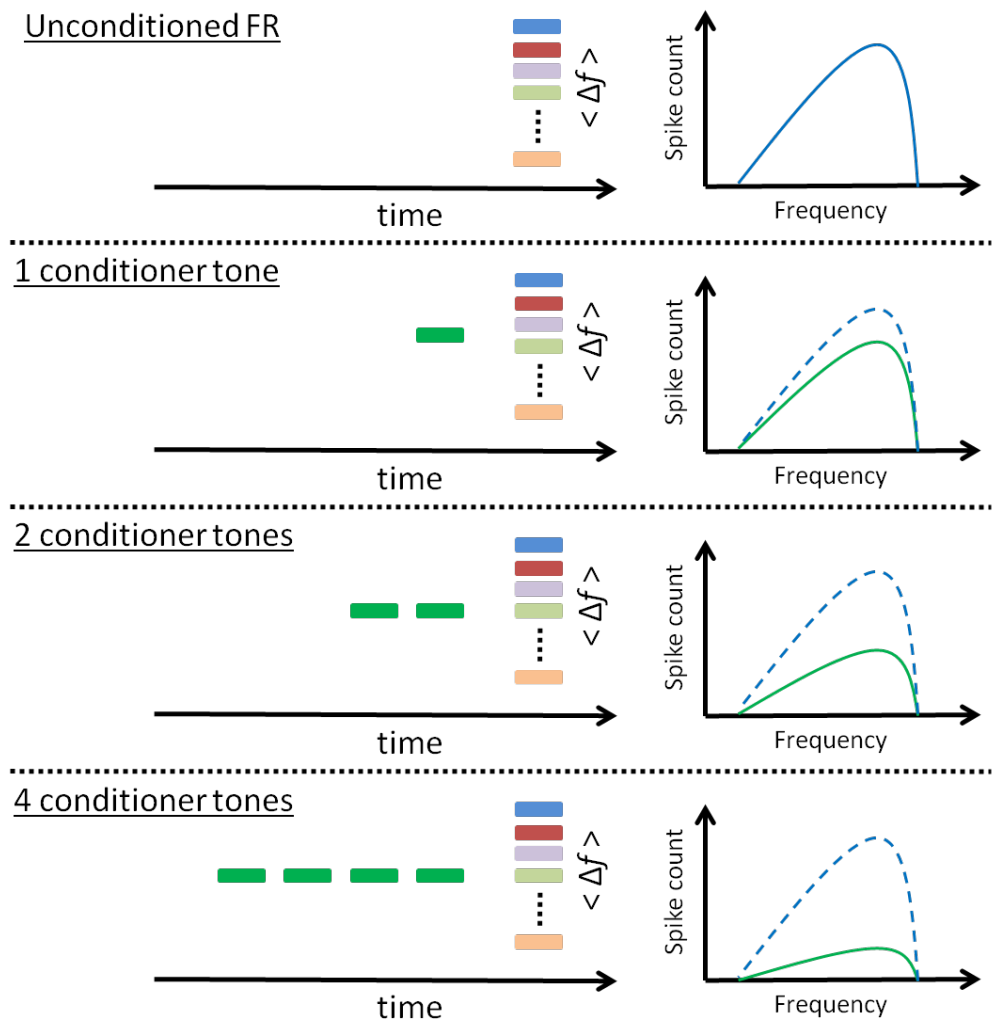 Unconditioned FR
< Δf >
time
Spike count
Frequency
1 conditioner tone
< Δf >
time
Spike count
Frequency
2 conditioner tones
< Δf >
time
Spike count
Frequency
4 conditioner tones
< Δf >
time
Spike count
Frequency